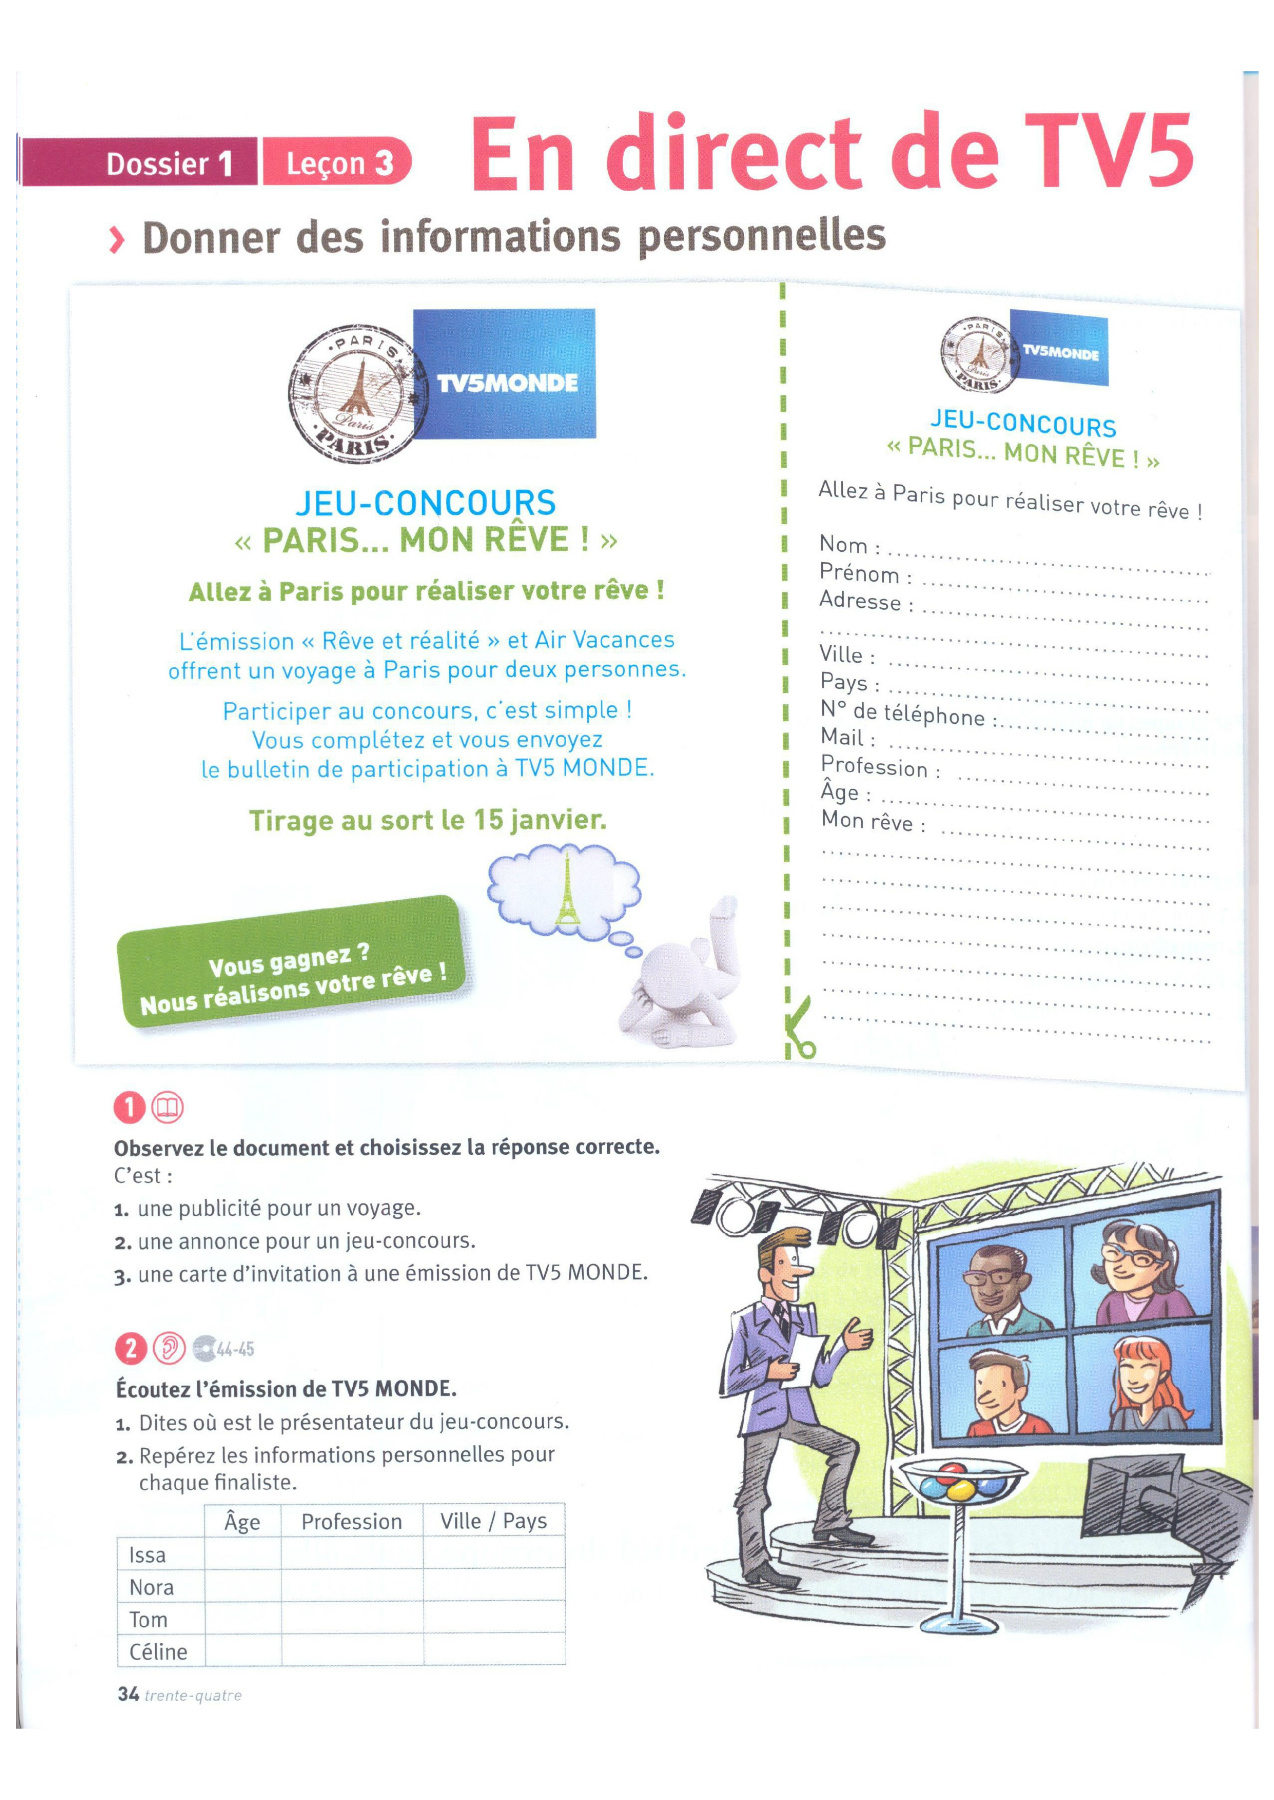 Dossier 1 Leçon 3 En direct de TV5
› Donner des informations personnelles
PARIS
Paris
PARIS
TV5MONDE
JEU-CONCOURS
« PARIS... MON RÊVE ! »
Allez à Paris pour réaliser votre rêve !
L'émission « Rêve et réalité » et Air Vacances
offrent un voyage à Paris pour deux personnes.
Participer au concours, c'est simple !
Vous complétez et vous envoyez
le bulletin de participation à TV5 MONDE.
Tirage au sort le 15 janvier.
Vous gagnez ?
Nous réalisons votre rêve !
PARIS
Paris
PARIS
TV5MONDE
JEU-CONCOURS
« PARIS... MON RÊVE ! »
Allez à Paris pour réaliser votre rêve !
Nom :
Prénom :
Adresse :
Ville :
Pays :
N° de téléphone :
Mail :
Profession :
Âge :
Mon rêve :
1
Observez le document et choisissez la réponse correcte.
C'est :
1. une publicité pour un voyage.
2. une annonce pour un jeu-concours.
3. une carte d'invitation à une émission de TV5 MONDE.
2 44-45
Écoutez l'émission de TV5 MONDE.
1. Dites où est le présentateur du jeu-concours.
2. Repérez les informations personnelles pour
chaque finaliste.
Âge Profession Ville / Pays
Issa
Nora
Tom
Céline
34 trente-quatre